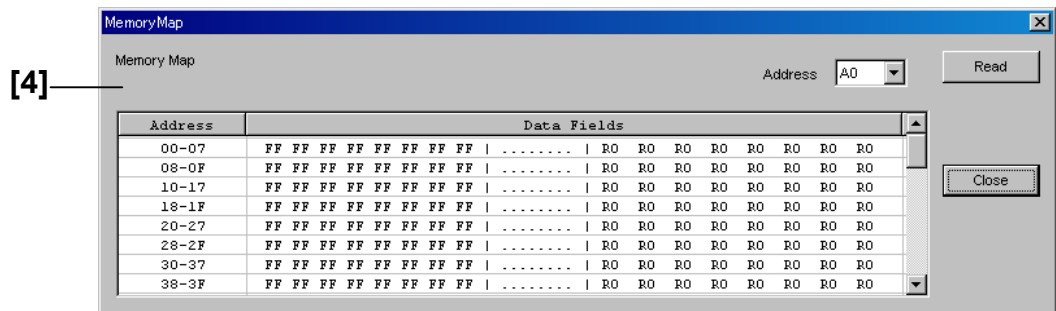 MemoryMap
Memory Map
Address A0 Read
[4]
Address Data Fields
00-07 FF FF FF FF FF FF FF FF | ........ | RO RO RO RO RO RO RO RO
08-0F FF FF FF FF FF FF FF FF | ........ | RO RO RO RO RO RO RO RO
10-17 FF FF FF FF FF FF FF FF | ........ | RO RO RO RO RO RO RO RO
18-1F FF FF FF FF FF FF FF FF | ........ | RO RO RO RO RO RO RO RO
20-27 FF FF FF FF FF FF FF FF | ........ | RO RO RO RO RO RO RO RO
28-2F FF FF FF FF FF FF FF FF | ........ | RO RO RO RO RO RO RO RO
30-37 FF FF FF FF FF FF FF FF | ........ | RO RO RO RO RO RO RO RO
38-3F FF FF FF FF FF FF FF FF | ........ | RO RO RO RO RO RO RO RO
Close